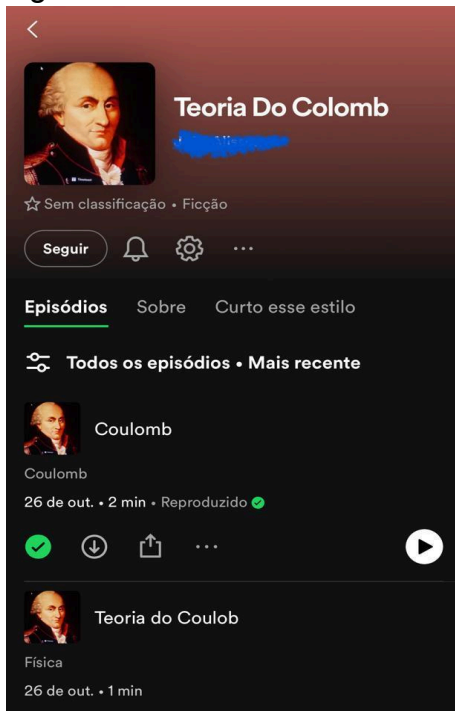 Teoria Do Colomb
Sem classificação • Ficção
Seguir
Episódios Sobre Curto esse estilo
Todos os episódios • Mais recente
Coulomb
Coulomb
26 de out. • 2 min • Reproduzido
Teoria do Coulob
Física
26 de out. • 1 min